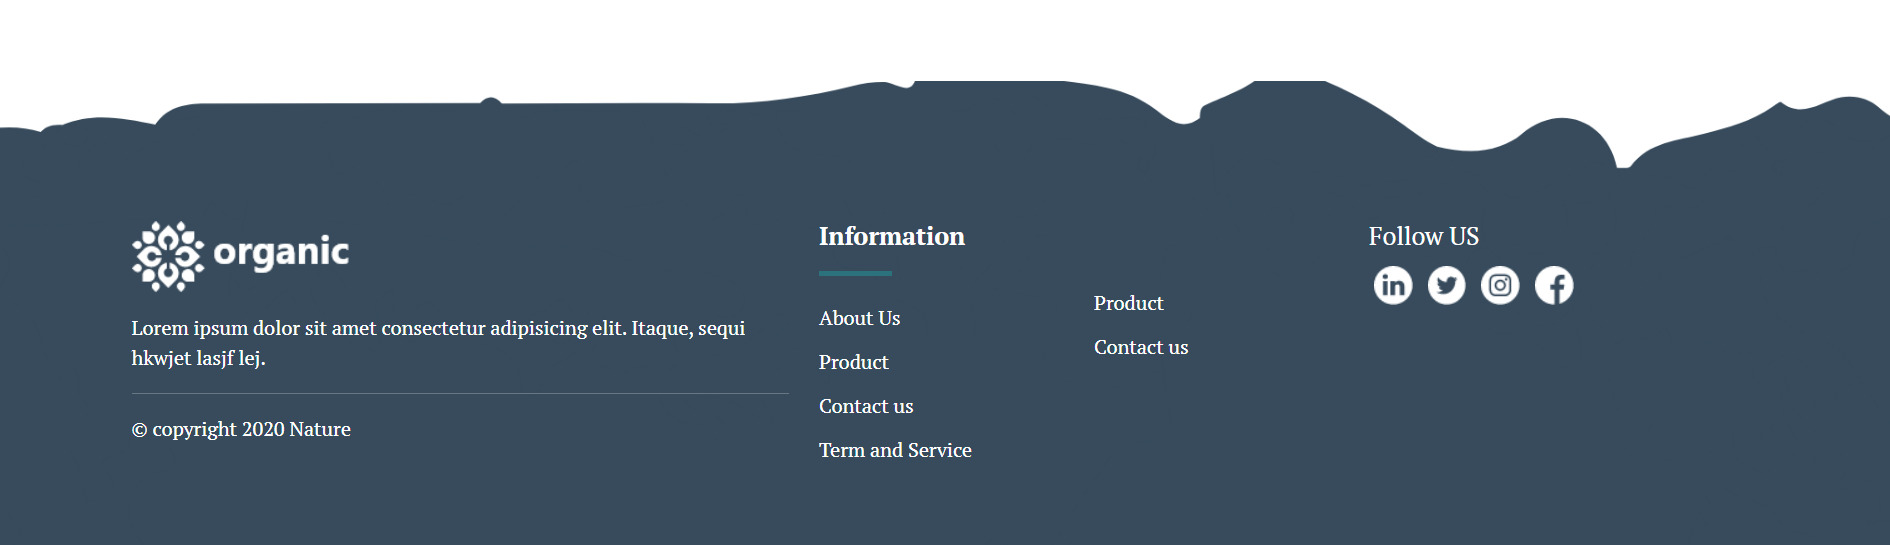 organic
Lorem ipsum dolor sit amet consectetur adipisicing elit. Itaque, sequi
hkwjet lasjf lej.
© copyright 2020 Nature
Information
About Us
Product
Contact us
Term and Service
Product
Contact us
Follow US
in